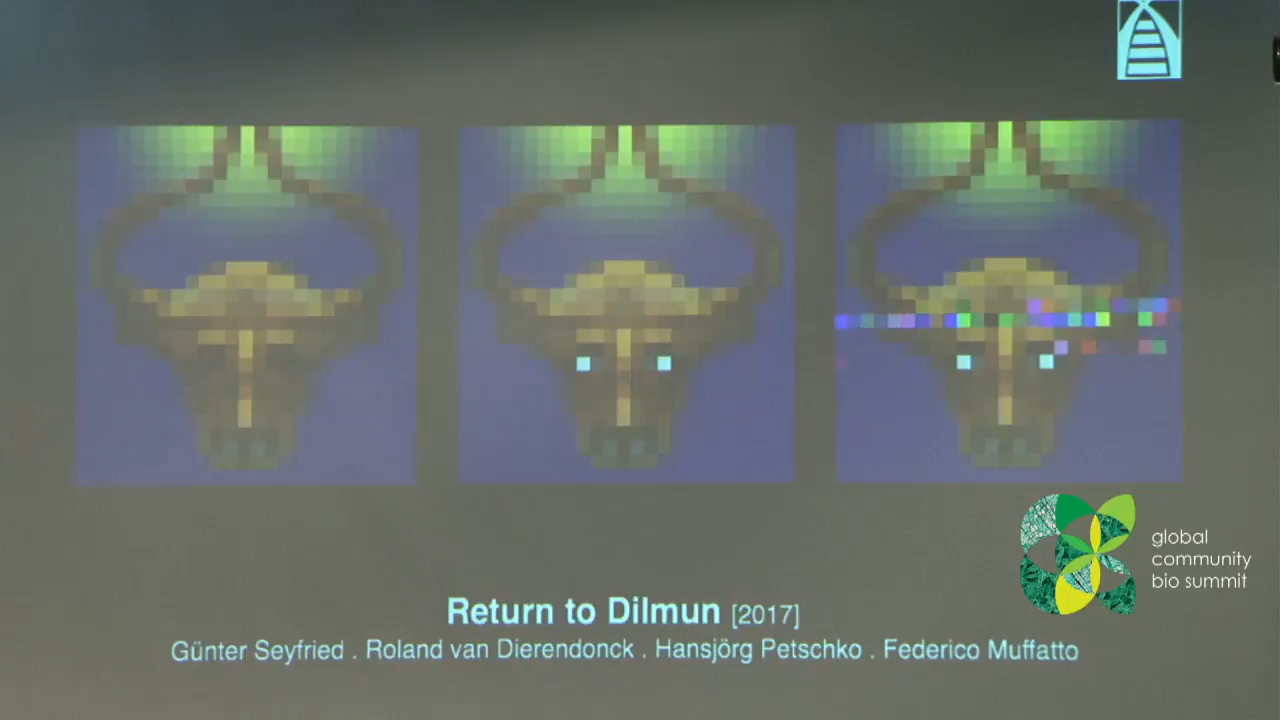 Return to Dilmun [2017]
Günter Seyfried . Roland van Dierendonck . Hansjörg Petschko . Federico Muffatto
global
community
bio summit